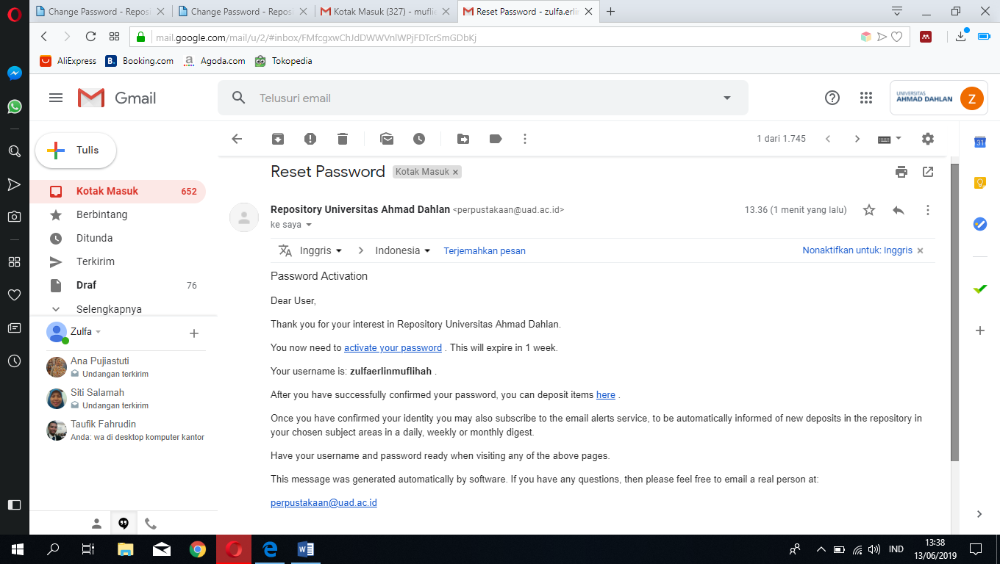 Change Password - Reposi
Change Password - Reposi
Kotak Masuk (327) - muflie
Reset Password - zulfa.erlin
mail.google.com/mail/u/2/#inbox/FMfcgxwChJdDWWVnlWPjFDTcrSmGDbKj
AliExpress
B. Booking.com
a Agoda.com
Tokopedia
Gmail
Telusuri email
UNIVERSITAS
AHMAD DAHLAN
Z
Tulis
1 dari 1.745
31
Kotak Masuk 652
Berbintang
Ditunda
Terkirim
Draf 76
Selengkapnya
Zulfa
Ana Pujiastuti
Undangan terkirim
Siti Salamah
Undangan terkirim
Taufik Fahrudin
Anda: wa di desktop komputer kantor
Reset Password Kotak Masuk x
Repository Universitas Ahmad Dahlan <perpustakaan@uad.ac.id>
13.36 (1 menit yang lalu)
ke saya
Inggris > Indonesia Terjemahkan pesan
Nonaktifkan untuk: Inggris x
Password Activation
Dear User,
Thank you for your interest in Repository Universitas Ahmad Dahlan.
You now need to activate your password . This will expire in 1 week.
Your username is: zulfaerlinmuflihah .
After you have successfully confirmed your password, you can deposit items here .
Once you have confirmed your identity you may also subscribe to the email alerts service, to be automatically informed of new deposits in the repository in
your chosen subject areas in a daily, weekly or monthly digest.
Have your username and password ready when visiting any of the above pages.
This message was generated automatically by software. If you have any questions, then please feel free to email a real person at:
perpustakaan@uad.ac.id
IND
13:38
13/06/2019